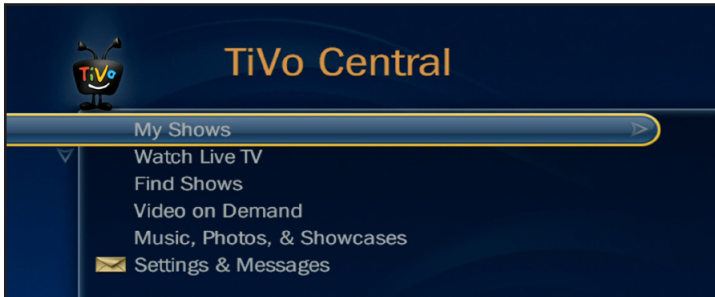 TiVo
TiVo Central
My Shows
Watch Live TV
Find Shows
Video on Demand
Music, Photos, & Showcases
Settings & Messages